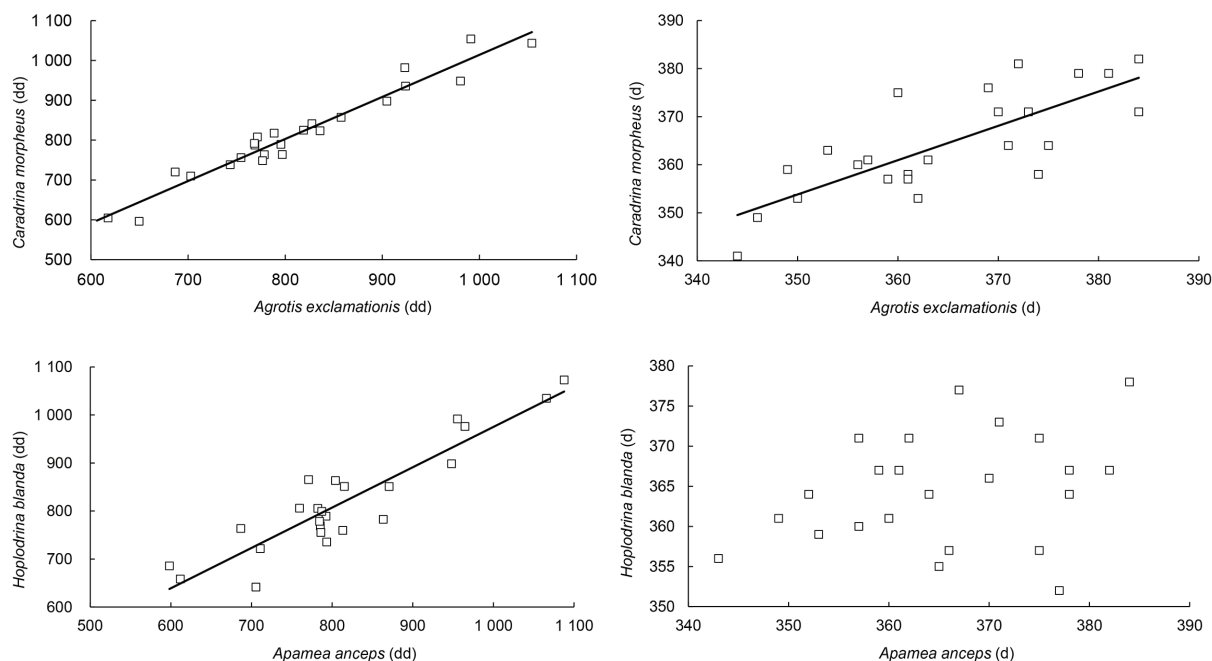 1 100
1 000
900
800
700
600
500
Caradrina morpheus (dd)
600 700 800 900 1 000 1 100
Agrotis exclamationis (dd)
390
380
370
360
350
340
Caradrina morpheus (d)
340 350 360 370 380 390
Agrotis exclamationis (d)
1 100
1 000
900
800
700
600
Hoplodrina blanda (dd)
500 600 700 800 900 1 000 1 100
Apamea anceps (dd)
380
375
370
365
360
355
350
Hoplodrina blanda (d)
340 350 360 370 380 390
Apamea anceps (d)